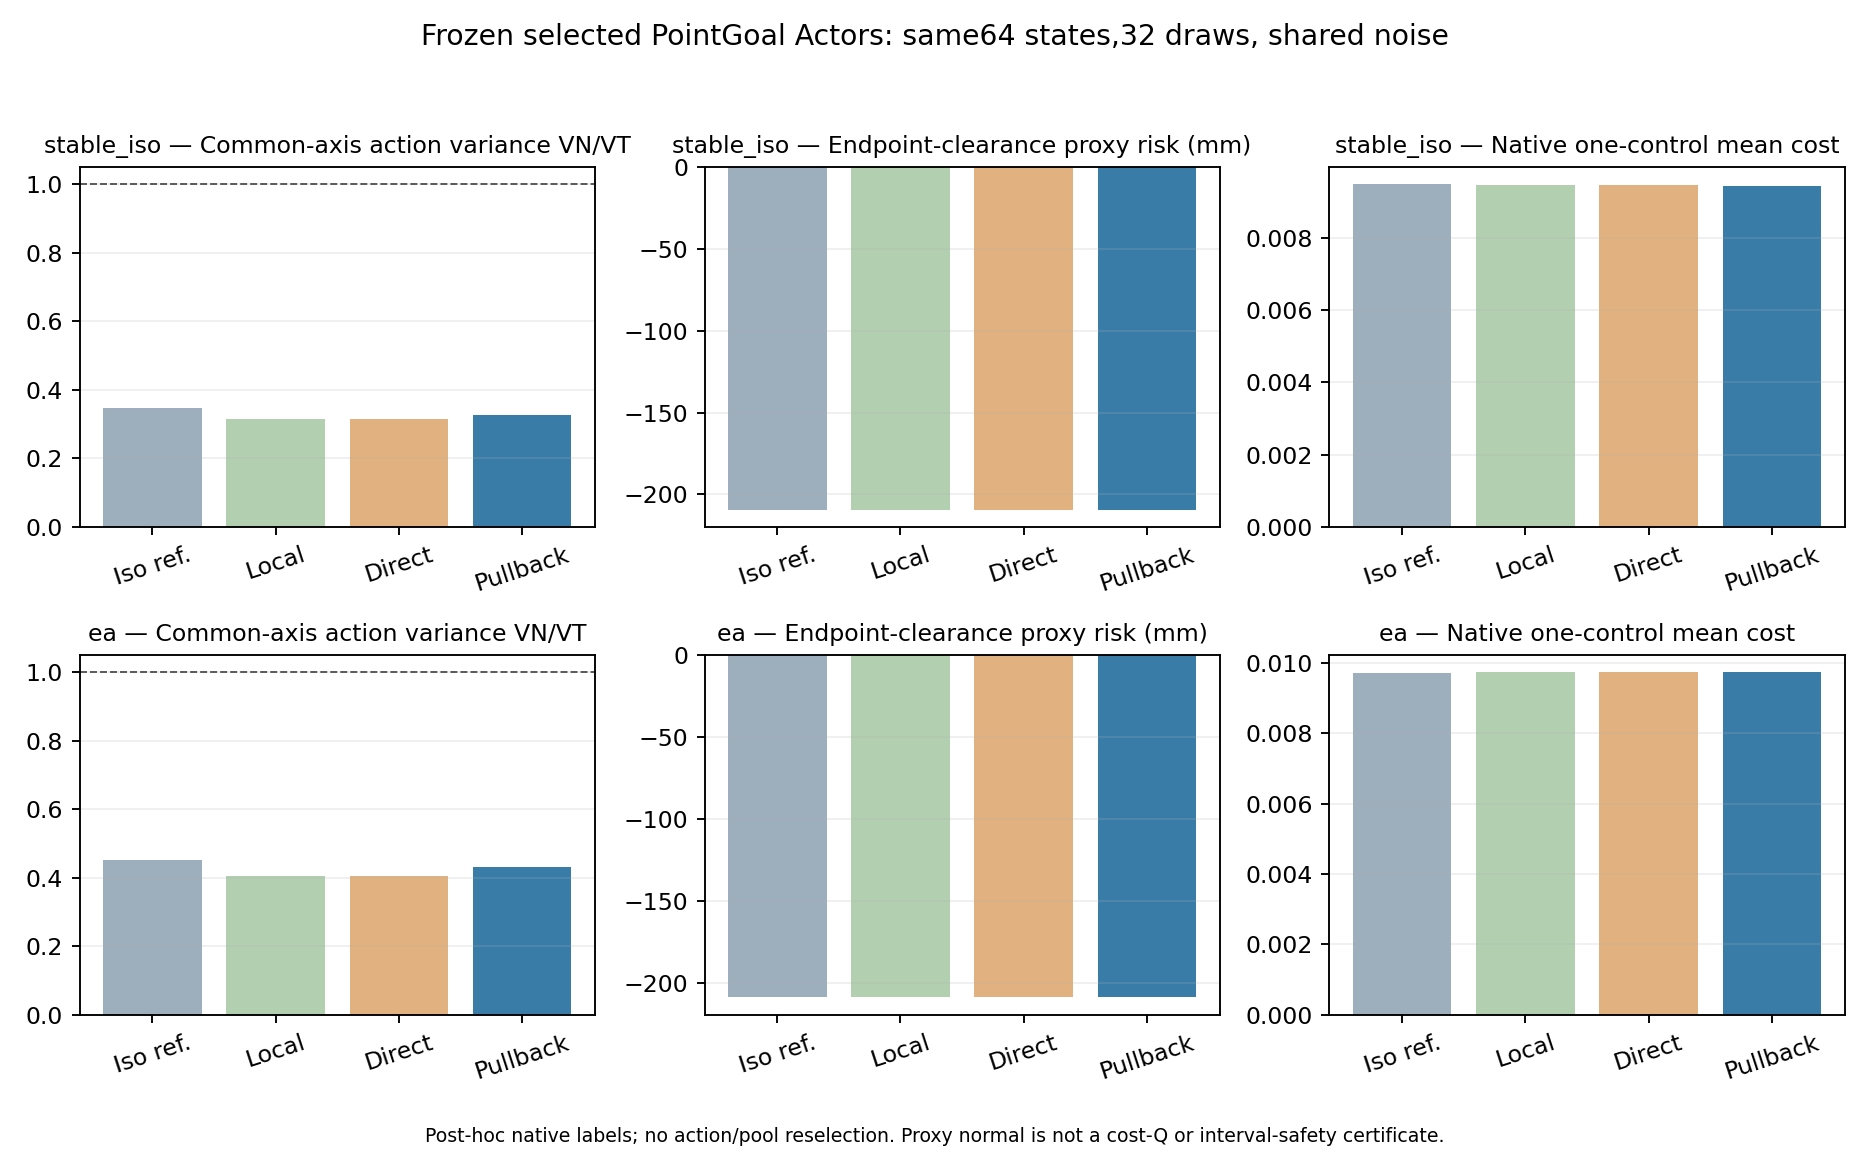 Frozen selected PointGoal Actors: same64 states,32 draws, shared noise
stable_iso — Common-axis action variance VN/VT
1.0
0.8
0.6
0.4
0.2
0.0
Iso ref.
Local
Direct
Pullback
stable_iso — Endpoint-clearance proxy risk (mm)
0
−50
−100
−150
−200
Iso ref.
Local
Direct
Pullback
stable_iso — Native one-control mean cost
0.008
0.006
0.004
0.002
0.000
Iso ref.
Local
Direct
Pullback
ea — Common-axis action variance VN/VT
1.0
0.8
0.6
0.4
0.2
0.0
Iso ref.
Local
Direct
Pullback
ea — Endpoint-clearance proxy risk (mm)
0
−50
−100
−150
−200
Iso ref.
Local
Direct
Pullback
ea — Native one-control mean cost
0.010
0.008
0.006
0.004
0.002
0.000
Iso ref.
Local
Direct
Pullback
Post-hoc native labels; no action/pool reselection. Proxy normal is not a cost-Q or interval-safety certificate.